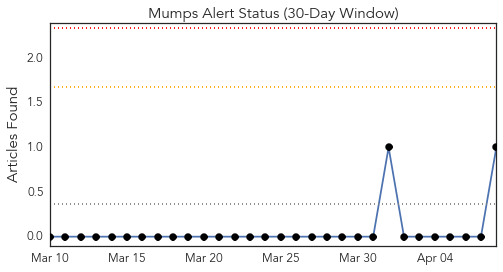 Mumps Alert Status (30-Day Window)
Articles Found
2.0
1.5
1.0
0.5
0.0
Mar 10
Mar 15
Mar 20
Mar 25
Mar 30
Apr 04